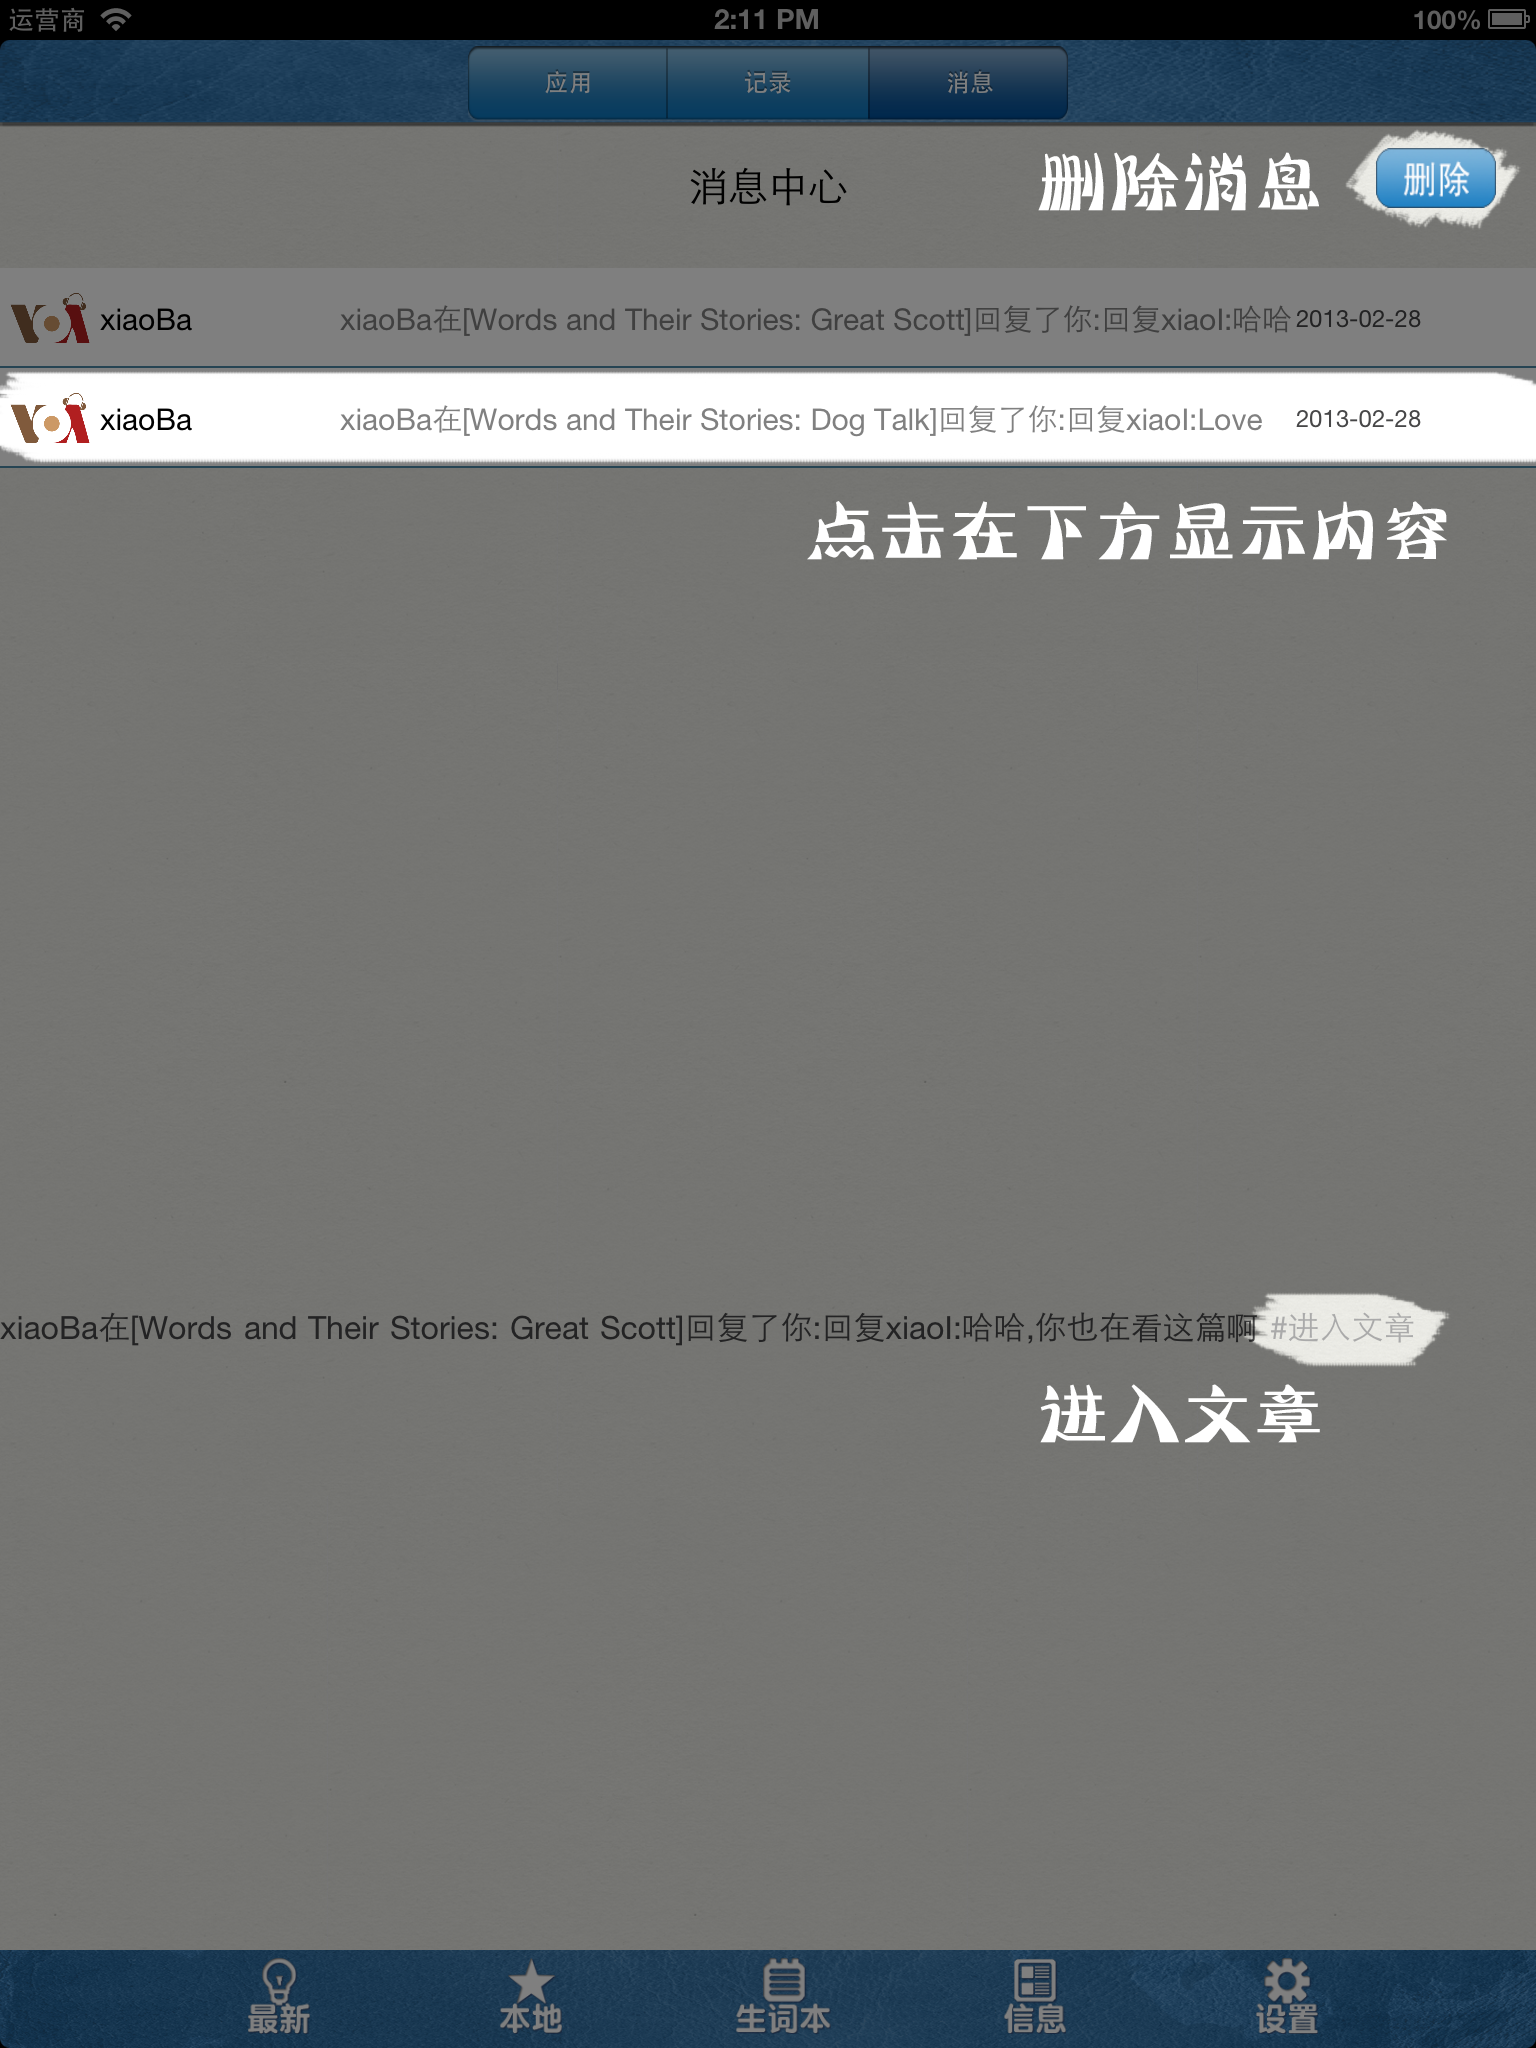 运营商 2:11 PM 100%
应用 记录 消息
消息中心 删除消息 删除
VOA xiaoBa xiaoBa在[Words and Their Stories: Great Scott]回复了你:回复xiaoI:哈哈 2013-02-28
VOA xiaoBa xiaoBa在[Words and Their Stories: Dog Talk]回复了你:回复xiaoI:Love 2013-02-28
点击在下方显示内容
xiaoBa在[Words and Their Stories: Great Scott]回复了你:回复xiaoI:哈哈,你也在看这篇啊 #进入文章
进入文章
最新 本地 生词本 信息 设置